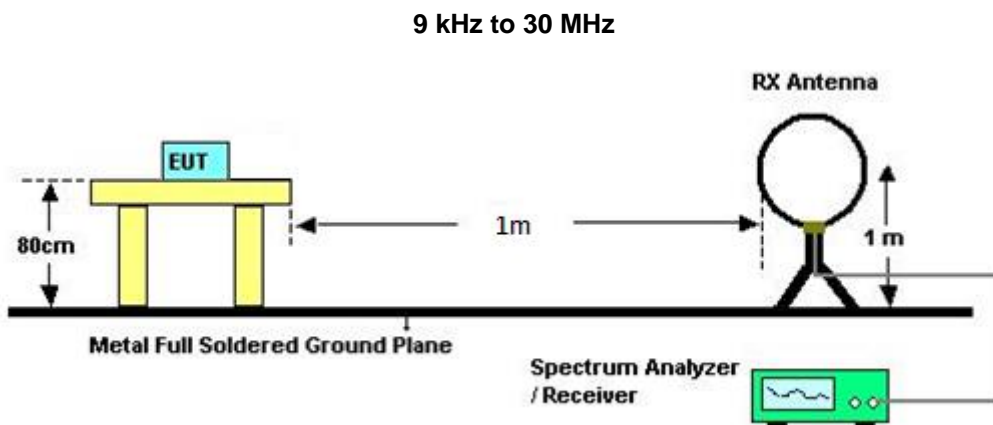 9 kHz to 30 MHz
RX Antenna
EUT
80cm
1m
1 m
Metal Full Soldered Ground Plane
Spectrum Analyzer
/ Receiver